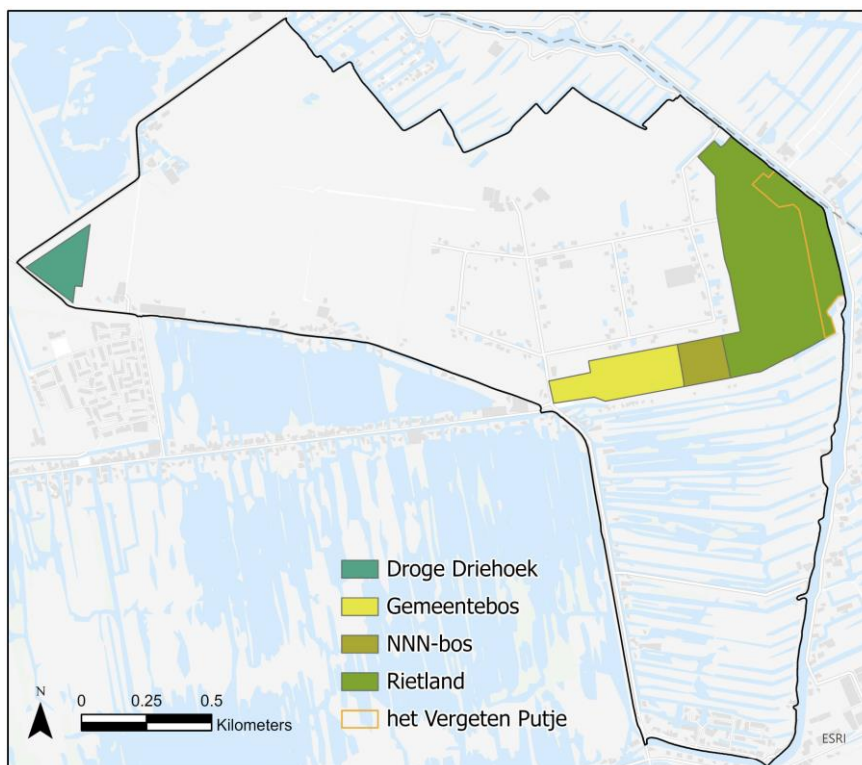 Droge Driehoek
Gemeentebos
NNN-bos
Rietland
het Vergeten Putje
N
0 0.25 0.5
Kilometers
ESRI